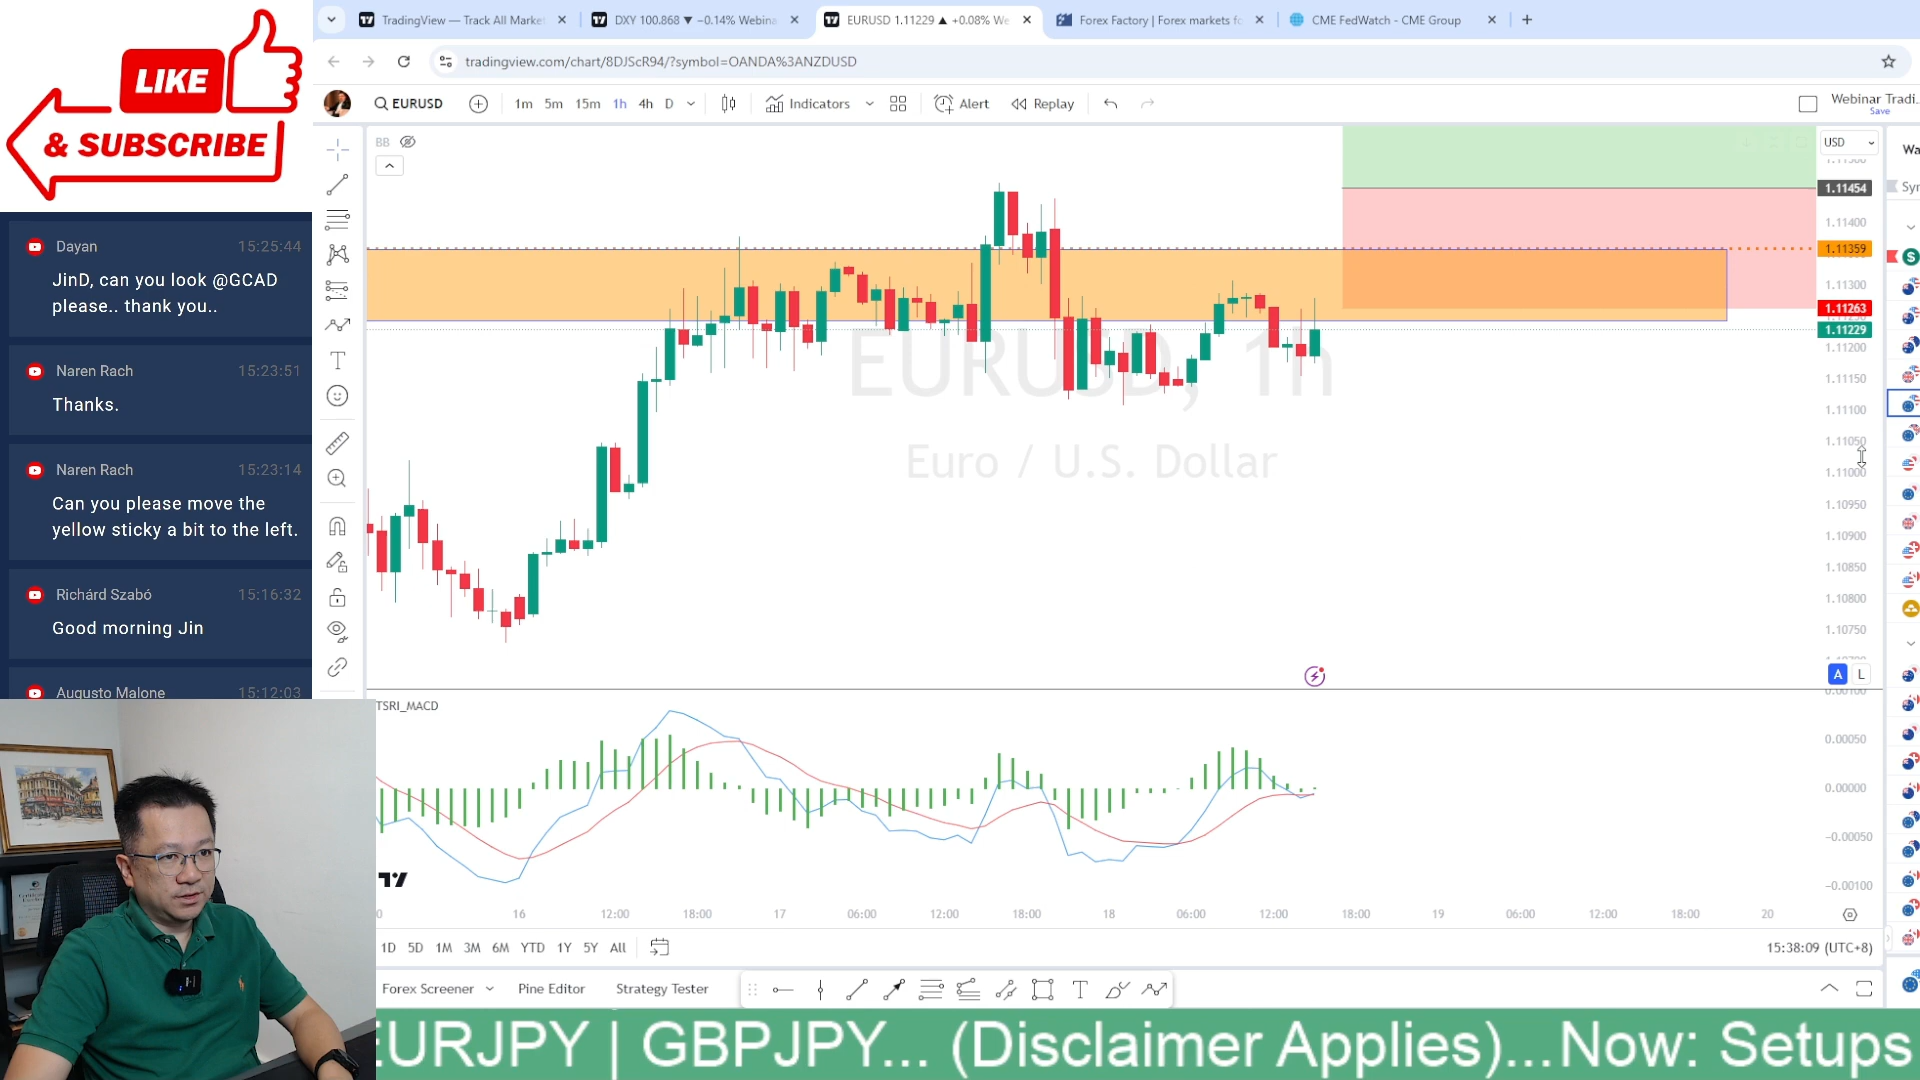 LIKE
& SUBSCRIBE
Dayan 15:25:44
JinD, can you look @GCAD
please.. thank you..
Naren Rach 15:23:51
Thanks.
Naren Rach 15:23:14
Can you please move the
yellow sticky a bit to the left.
Richárd Szabó 15:16:32
Good morning Jin
Augusto Malone 15:12:03
TradingView — Track All Marke
DXY 100.868 ▼ −0.14% Webina
EURUSD 1.11229 ▲ +0.08% We
Forex Factory | Forex markets fo
CME FedWatch - CME Group
tradingview.com/chart/8DJScR94/?symbol=OANDA%3ANZDUSD
EURUSD 1m 5m 15m 1h 4h D Indicators Alert Replay Webinar Tradi...
Save
BB
USD
Wa
Syr
1.11454
1.11400
1.11359
1.11300
1.11263
1.11229
1.11200
1.11150
1.11100
1.11050
1.11000
1.10950
1.10900
1.10850
1.10800
1.10750
EURUSD, 1h
Euro / U.S. Dollar
A L
TSRI_MACD
0.00050
0.00000
−0.00050
−0.00100
16 12:00 18:00 17 06:00 12:00 18:00 18 06:00 12:00 18:00 19 06:00 12:00 18:00 20
1D 5D 1M 3M 6M YTD 1Y 5Y All 15:38:09 (UTC+8)
Forex Screener Pine Editor Strategy Tester
EURJPY | GBPJPY... (Disclaimer Applies)...Now: Setups